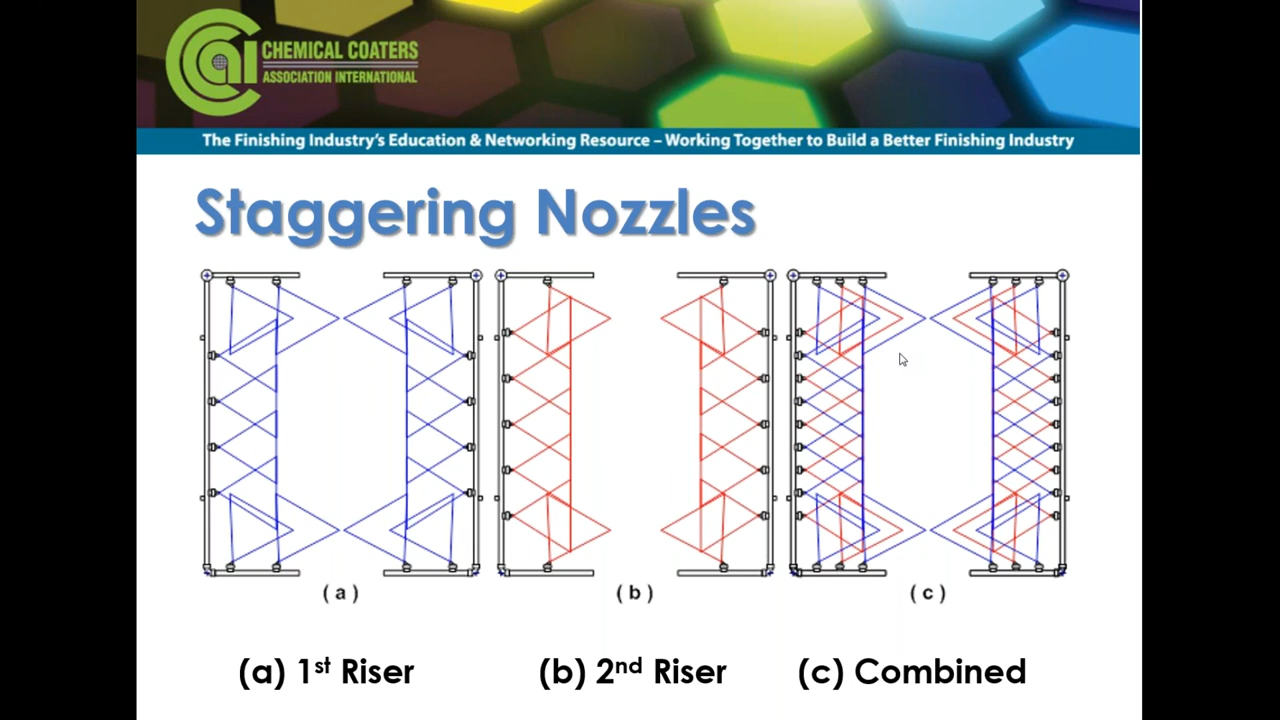 CHEMICAL COATERS
ASSOCIATION INTERNATIONAL
The Finishing Industry's Education & Networking Resource – Working Together to Build a Better Finishing Industry
Staggering Nozzles
( a ) ( b ) ( c )
(a) 1st Riser (b) 2nd Riser (c) Combined